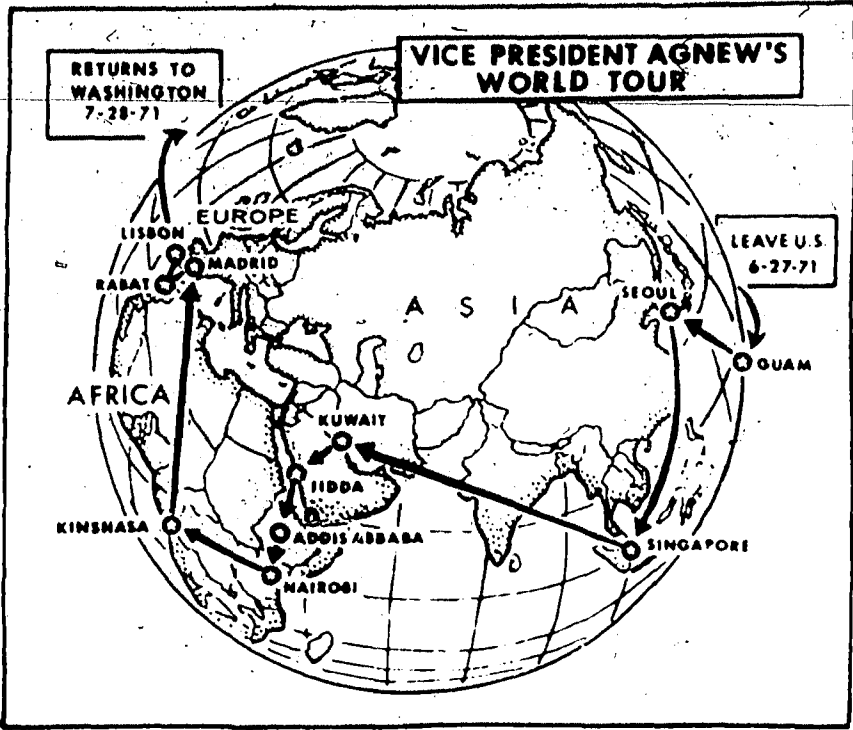 VICE PRESIDENT AGNEW'S
WORLD TOUR
RETURNS TO
WASHINGTON
7-28-71
EUROPE
LISBON
MADRID
RABAT
LEAVE U.S.
6-27-71
ASIA
SEOUL
GUAM
AFRICA
KUWAIT
JIDDA
KINSHASA
ADDIS ABBABA
SINGAPORE
NAIROBI